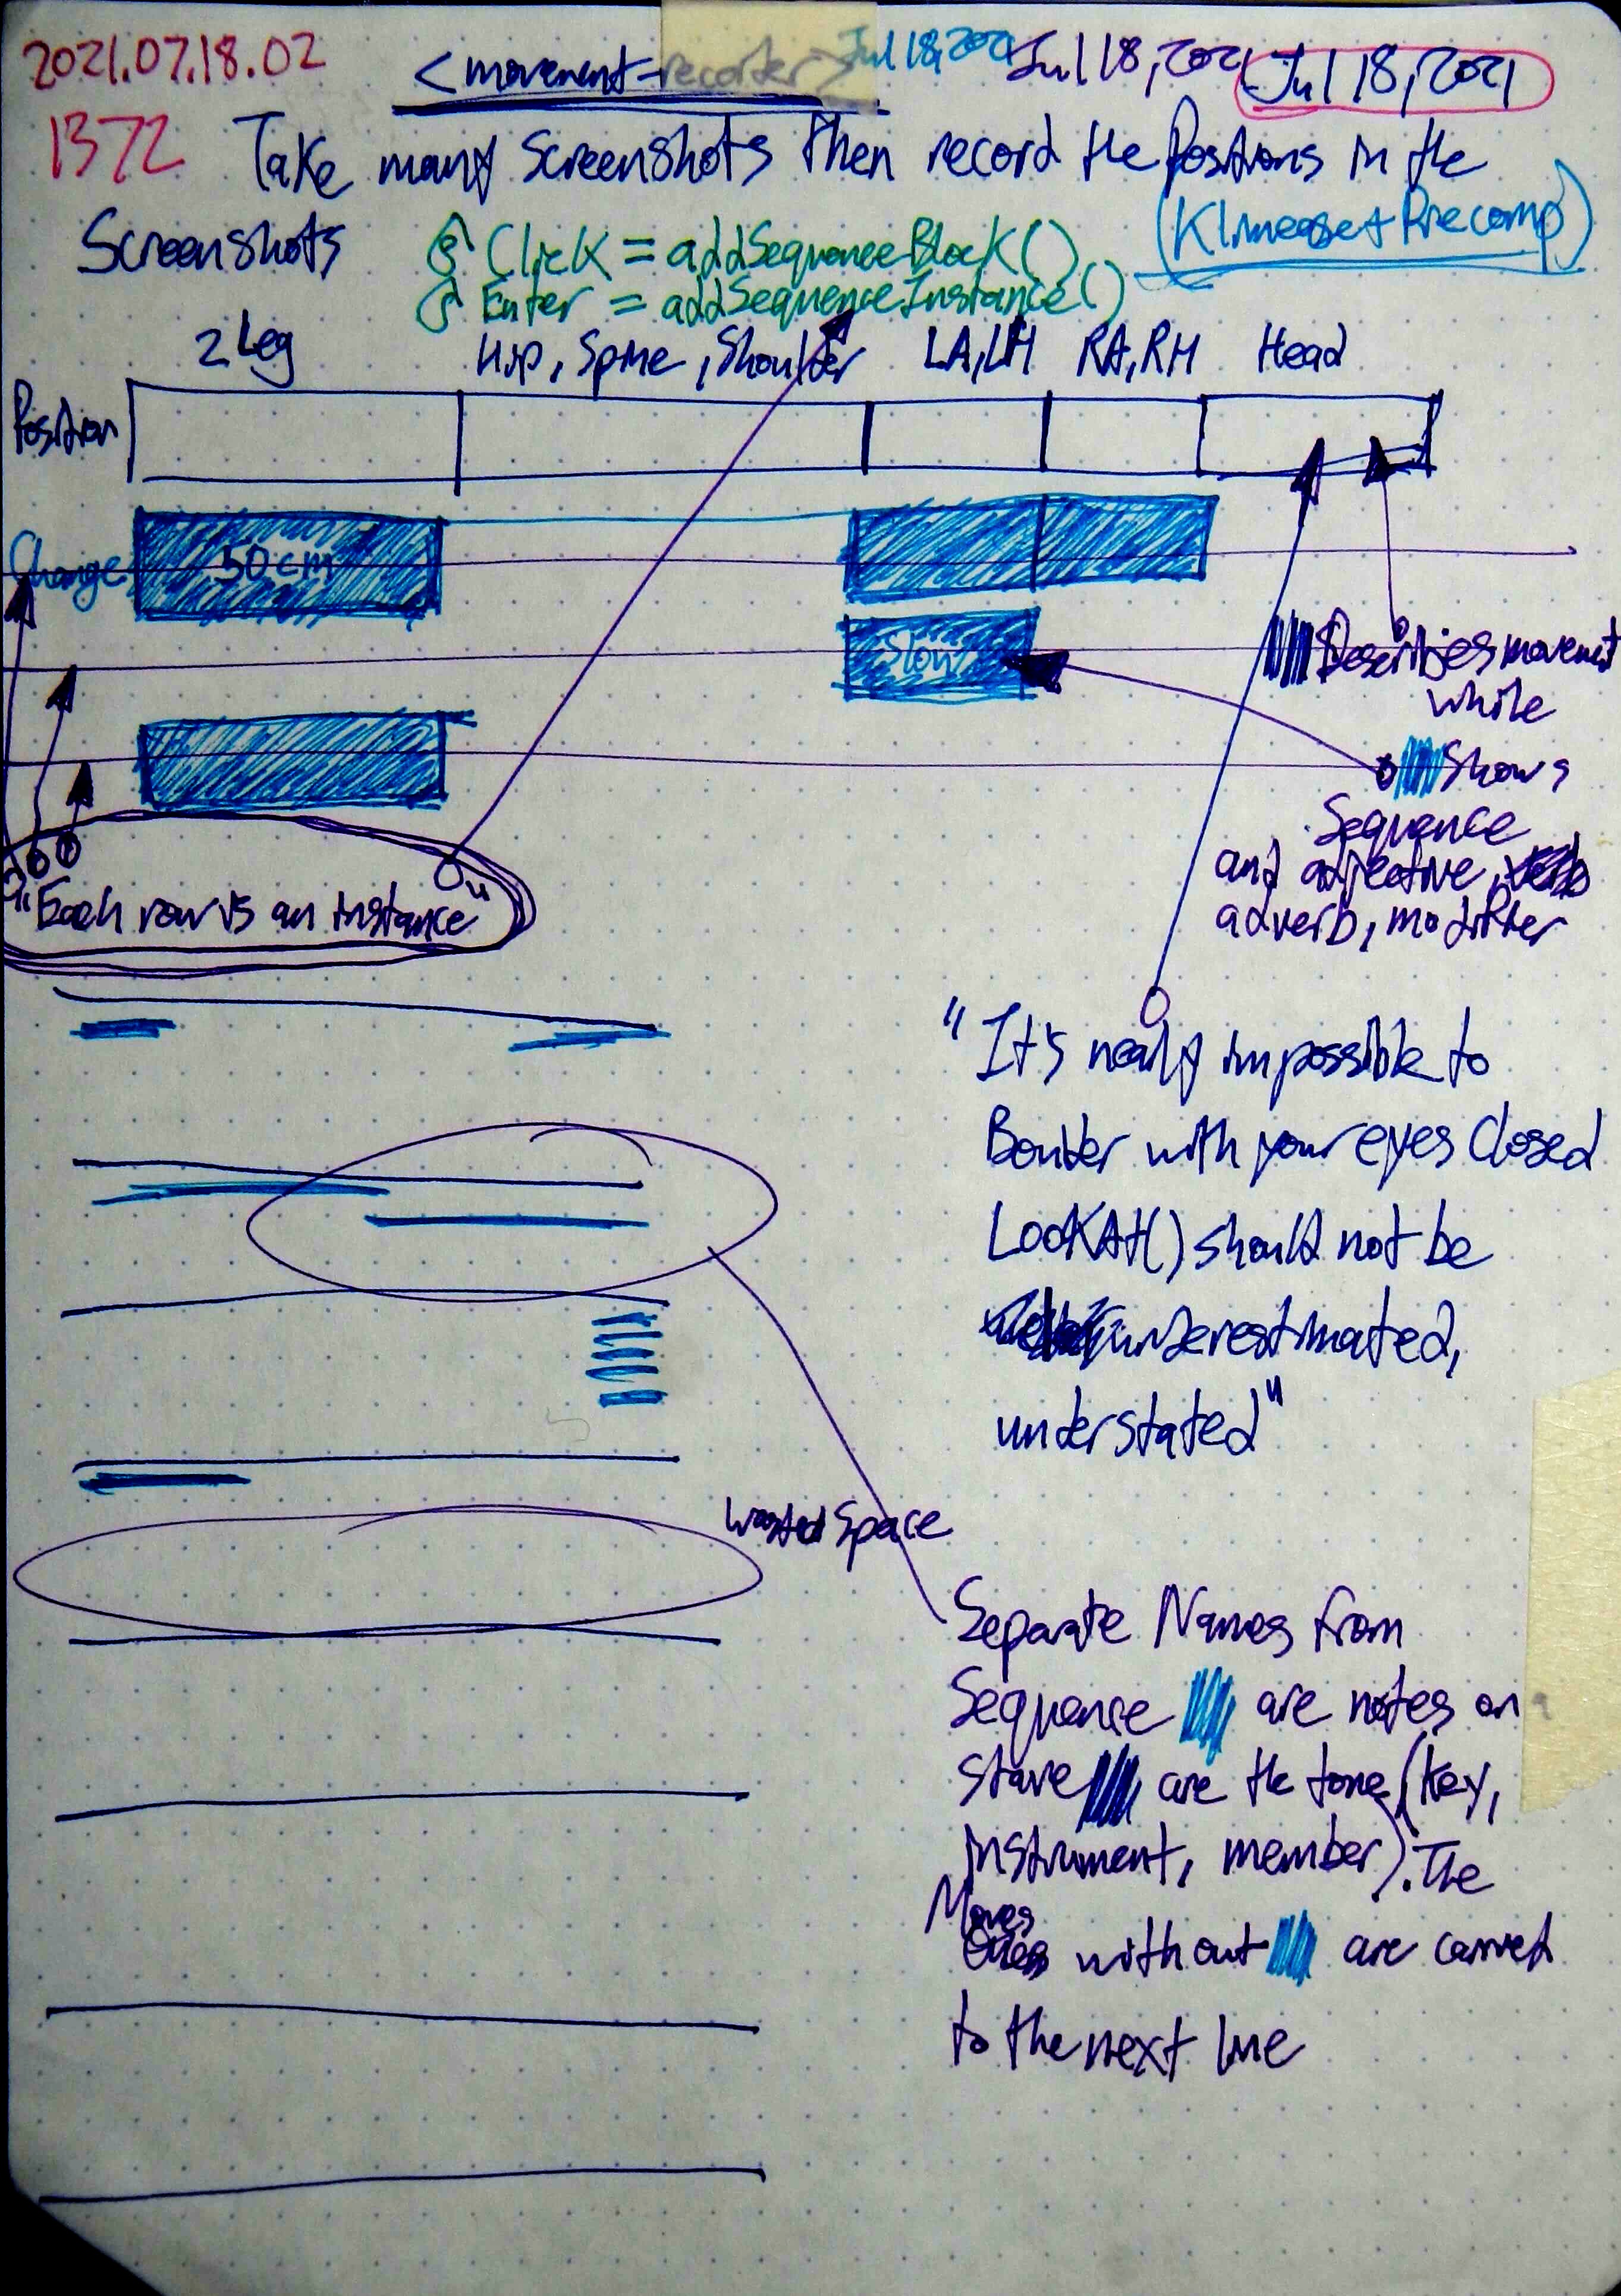 2021.07.18.02
<movement-recorder> Jul 18, 2021 Jul 18, 2021 Jul 18, 2021
1372 Take many Screenshots Then record the Positions in the
Screenshots
Click = addSequenceBlock()
Enter = addSequenceInstance()
2 Leg Hip, Spine, Shoulder LA, LH RA, RH Head
Position
Change 50cm
Slow
Describes movement
while
Shows
Sequence
and adjective,
adverb, modifier
"Each row is an instance"
"It's nearly impossible to
Boulder with your eyes Closed
LookAt() should not be
underestimated,
understated"
Wasted Space
Separate Names from
Sequence are notes on a
stave are the tone (Key,
instrument, member). The
Moves
without are carried
to the next line